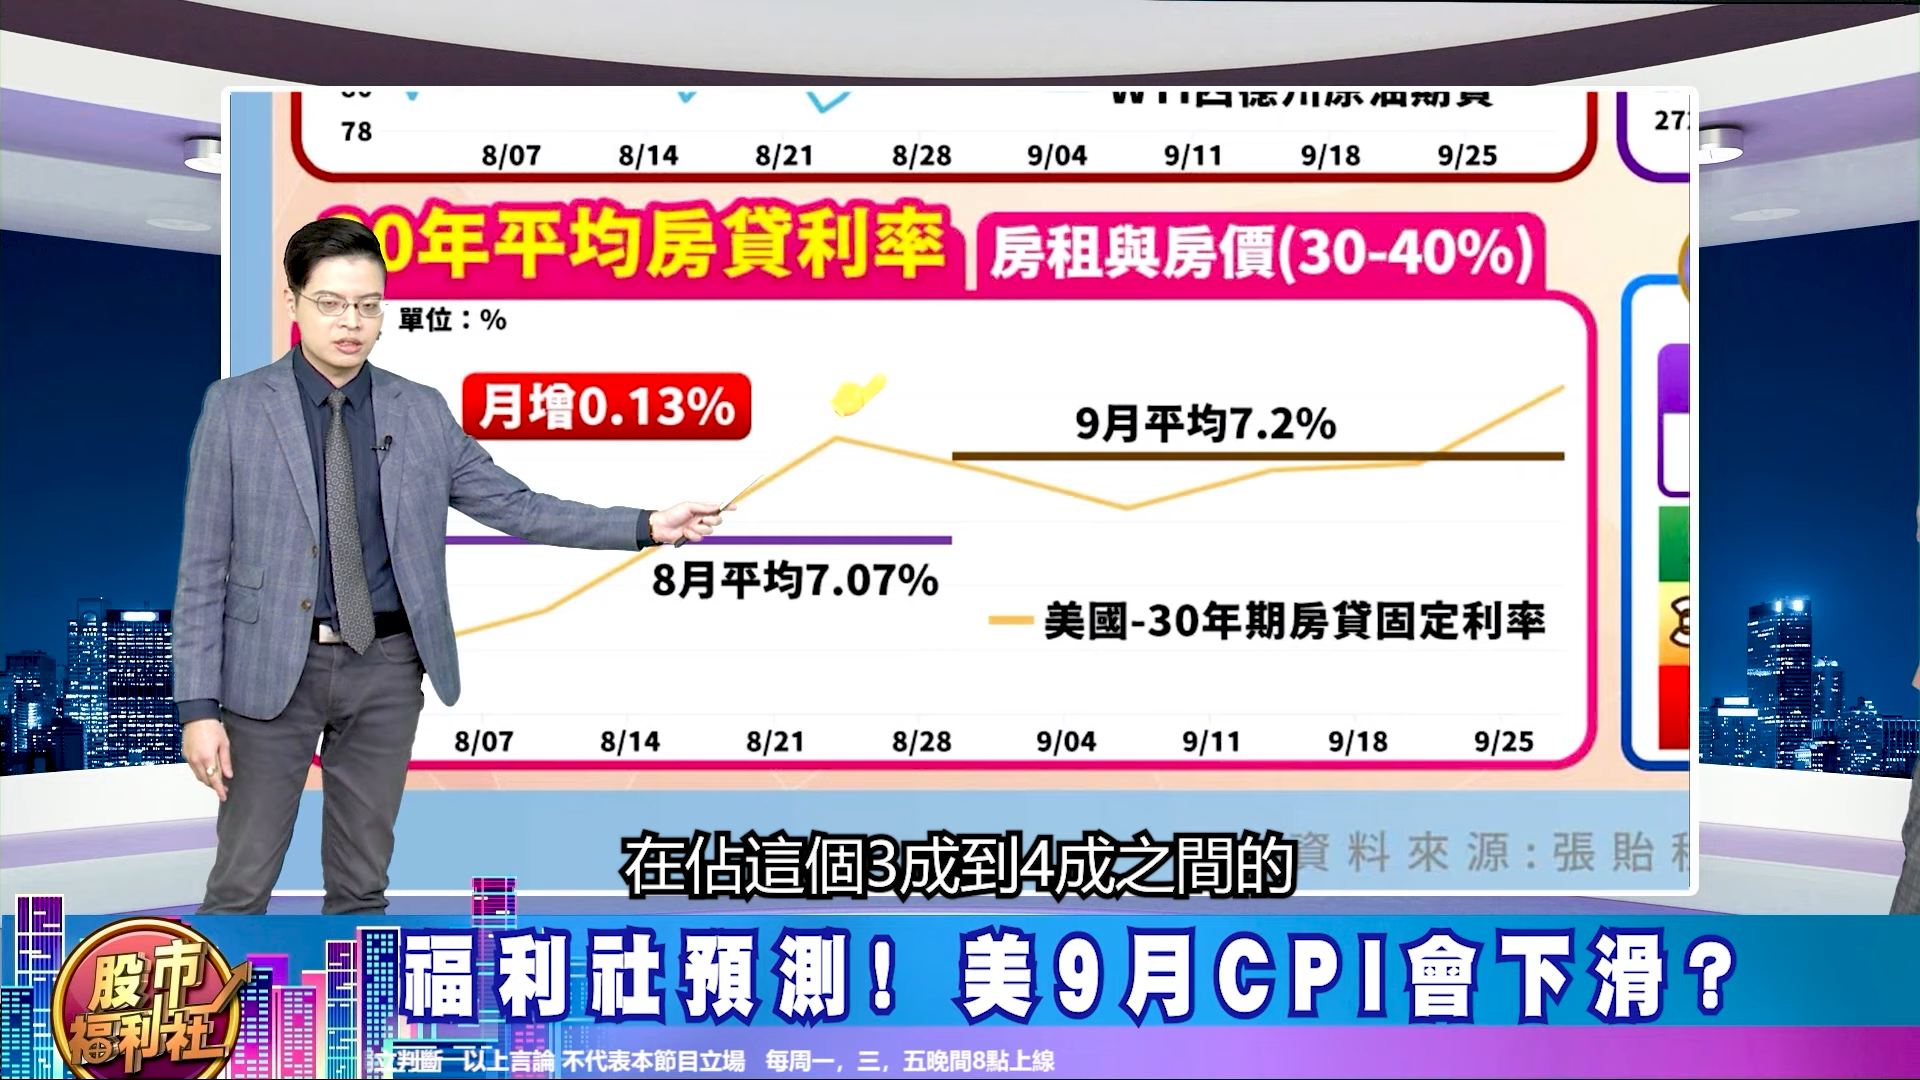 78
8/07 8/14 8/21 8/28 9/04 9/11 9/18 9/25
0年平均房貸利率
房租與房價(30-40%)
單位：%
月增0.13%
9月平均7.2%
8月平均7.07%
美國-30年期房貸固定利率
8/07 8/14 8/21 8/28 9/04 9/11 9/18 9/25
資料來源:張貽
在佔這個3成到4成之間的
福利社預測! 美9月CPI會下滑?
股市福利社
立判斷 以上言論 不代表本節目立場 每周一，三，五晚間8點上線